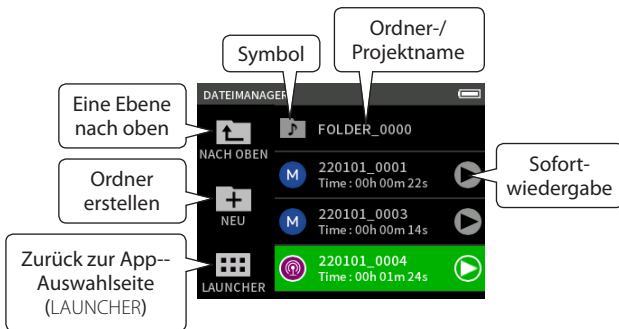 Ordner-/
Projektname
Symbol
DATEIMANAGER
Eine Ebene
nach oben
FOLDER_0000
NACH OBEN
M
220101_0001
Time : 00h 00m 22s
Sofort-
wiedergabe
Ordner
erstellen
NEU
M
220101_0003
Time : 00h 00m 14s
Zurück zur App--
Auswahlseite
(LAUNCHER)
LAUNCHER
220101_0004
Time : 00h 01m 24s